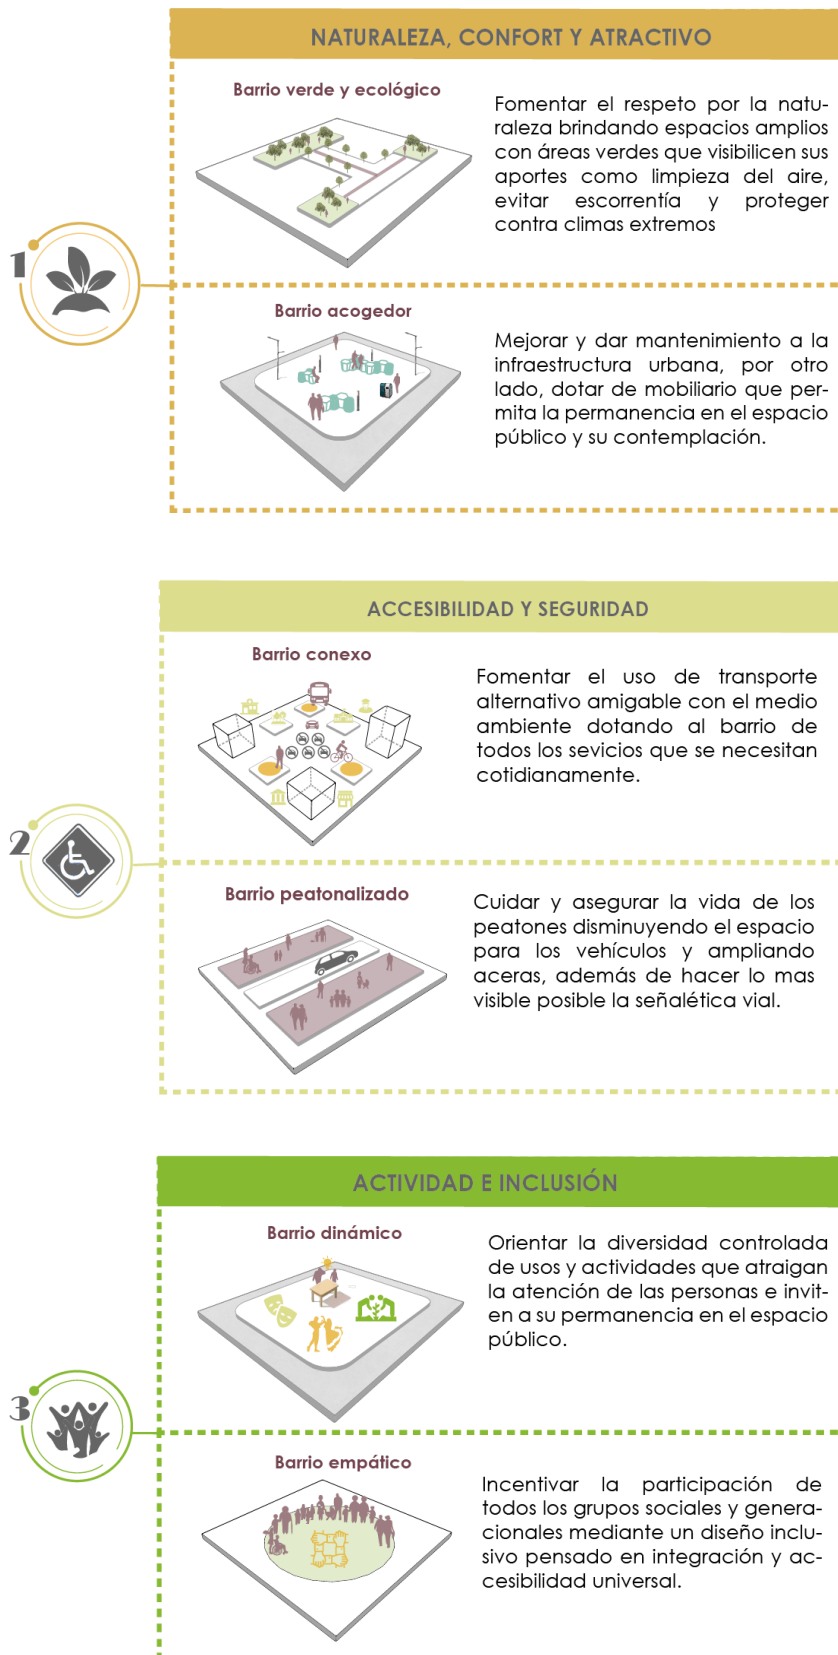 NATURALEZA, CONFORT Y ATRACTIVO
Barrio verde y ecológico
Fomentar el respeto por la natu-
raleza brindando espacios amplios
con áreas verdes que visibilicen sus
aportes como limpieza del aire,
evitar escorrentía y proteger
contra climas extremos
1
Barrio acogedor
Mejorar y dar mantenimiento a la
infraestructura urbana, por otro
lado, dotar de mobiliario que per-
mita la permanencia en el espacio
público y su contemplación.
ACCESIBILIDAD Y SEGURIDAD
Barrio conexo
Fomentar el uso de transporte
alternativo amigable con el medio
ambiente dotando al barrio de
todos los sevicios que se necesitan
cotidianamente.
2
Barrio peatonalizado
Cuidar y asegurar la vida de los
peatones disminuyendo el espacio
para los vehículos y ampliando
aceras, además de hacer lo mas
visible posible la señalética vial.
ACTIVIDAD E INCLUSIÓN
Barrio dinámico
Orientar la diversidad controlada
de usos y actividades que atraigan
la atención de las personas e invit-
en a su permanencia en el espacio
público.
3
Barrio empático
Incentivar la participación de
todos los grupos sociales y genera-
cionales mediante un diseño inclu-
sivo pensado en integración y ac-
cesibilidad universal.